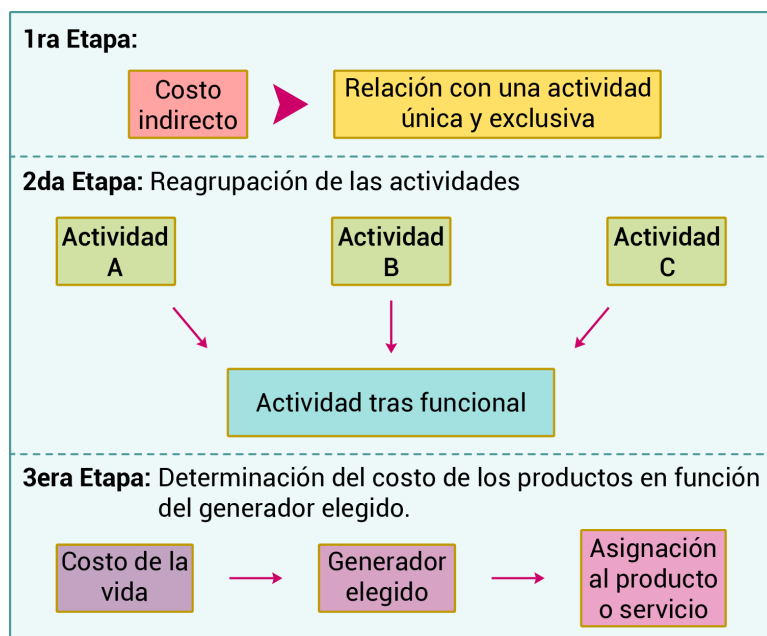 1ra Etapa:
Costo
indirecto
Relación con una actividad
única y exclusiva
2da Etapa: Reagrupación de las actividades
Actividad
A
Actividad
B
Actividad
C
Actividad tras funcional
3era Etapa: Determinación del costo de los productos en función
del generador elegido.
Costo de la
vida
Generador
elegido
Asignación
al producto
o servicio